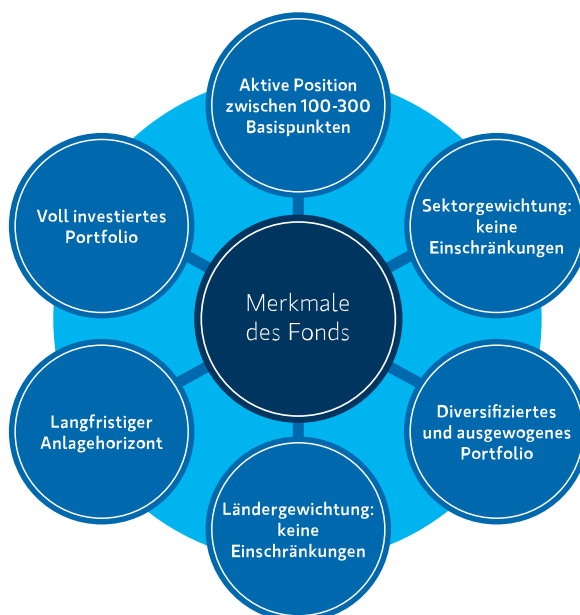 Aktive Position
zwischen 100-300
Basispunkten
Voll investiertes
Portfolio
Sektorgewichtung:
keine
Einschränkungen
Merkmale
des Fonds
Langfristiger
Anlagehorizont
Diversifiziertes
und ausgewogenes
Portfolio
Ländergewichtung:
keine
Einschränkungen